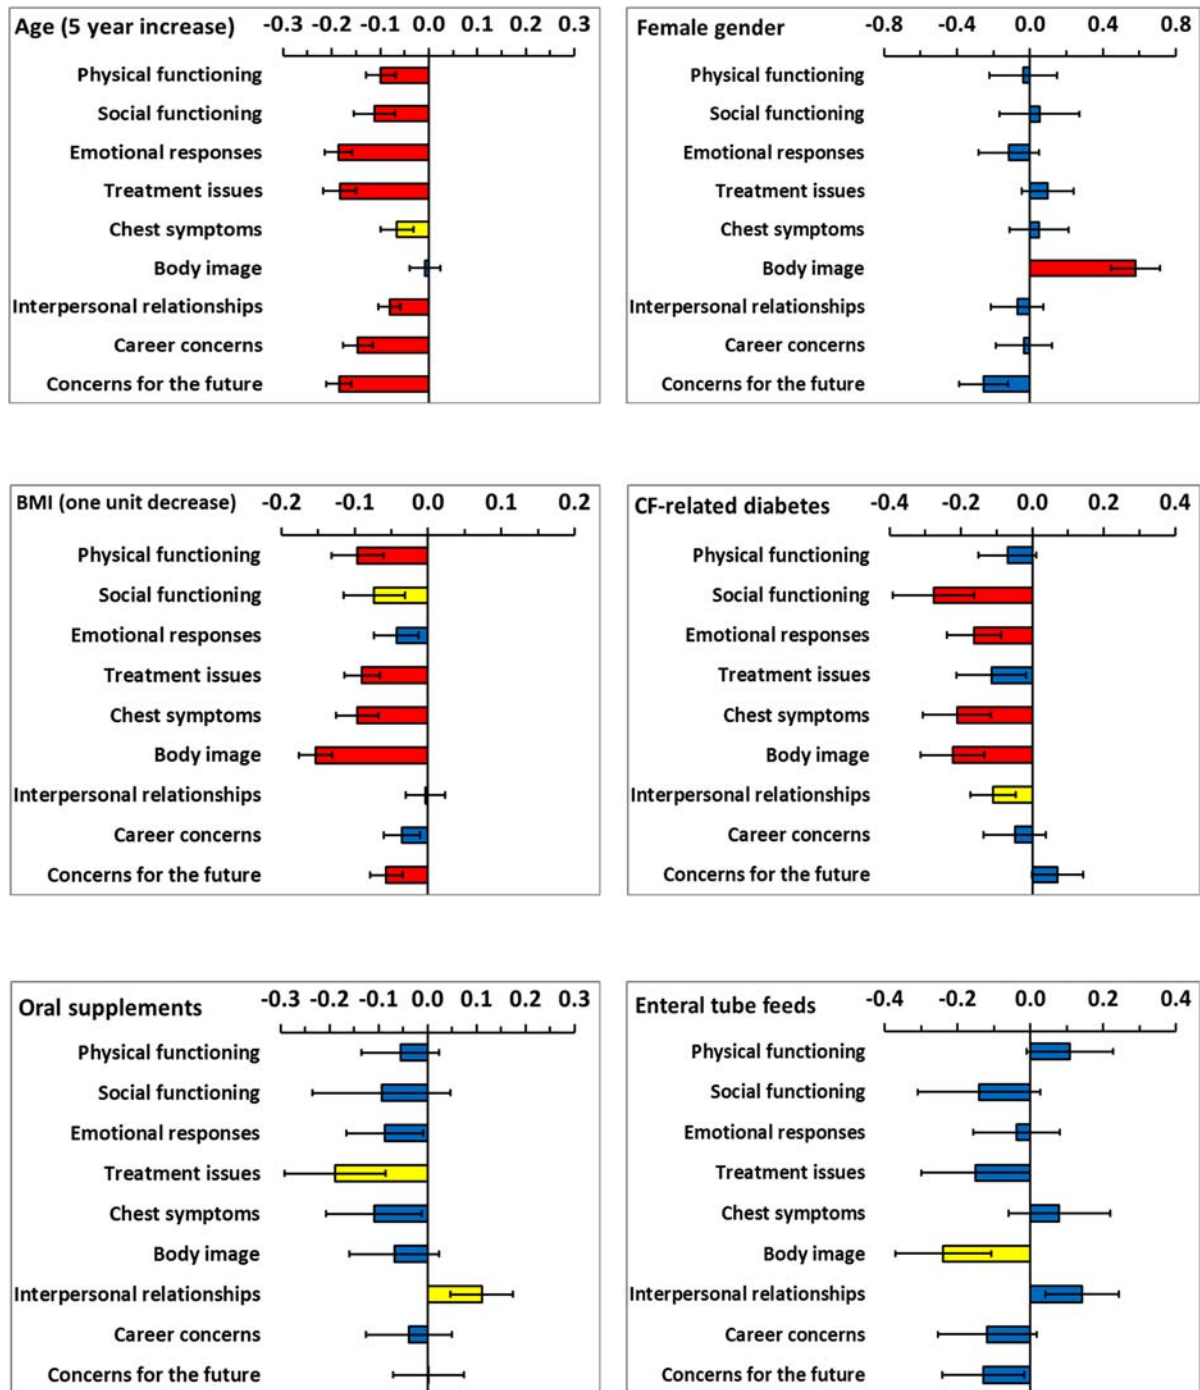 Age (5 year increase) -0.3 -0.2 -0.1 0.0 0.1 0.2 0.3
Physical functioning
Social functioning
Emotional responses
Treatment issues
Chest symptoms
Body image
Interpersonal relationships
Career concerns
Concerns for the future
Female gender -0.8 -0.4 0.0 0.4 0.8
Physical functioning
Social functioning
Emotional responses
Treatment issues
Chest symptoms
Body image
Interpersonal relationships
Career concerns
Concerns for the future
BMI (one unit decrease) -0.2 -0.1 0.0 0.1 0.2
Physical functioning
Social functioning
Emotional responses
Treatment issues
Chest symptoms
Body image
Interpersonal relationships
Career concerns
Concerns for the future
CF-related diabetes -0.4 -0.2 0.0 0.2 0.4
Physical functioning
Social functioning
Emotional responses
Treatment issues
Chest symptoms
Body image
Interpersonal relationships
Career concerns
Concerns for the future
Oral supplements -0.3 -0.2 -0.1 0.0 0.1 0.2 0.3
Physical functioning
Social functioning
Emotional responses
Treatment issues
Chest symptoms
Body image
Interpersonal relationships
Career concerns
Concerns for the future
Enteral tube feeds -0.4 -0.2 0.0 0.2 0.4
Physical functioning
Social functioning
Emotional responses
Treatment issues
Chest symptoms
Body image
Interpersonal relationships
Career concerns
Concerns for the future